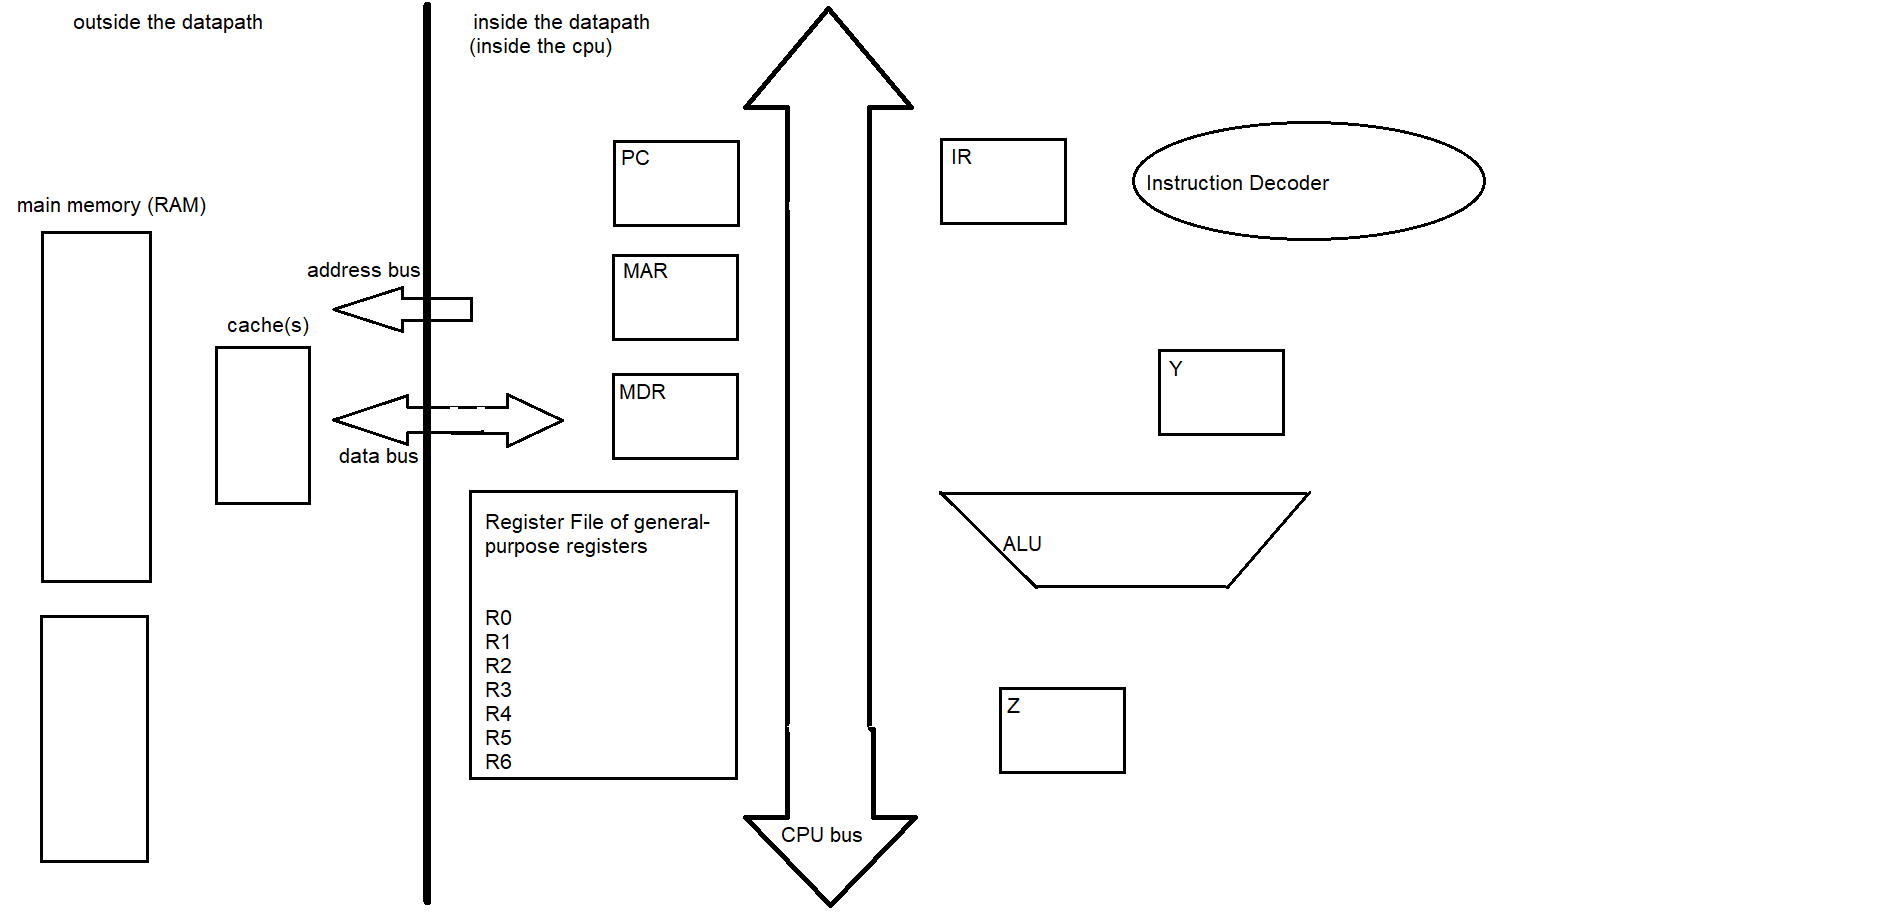 outside the datapath
inside the datapath
(inside the cpu)
PC
IR
Instruction Decoder
main memory (RAM)
address bus
MAR
cache(s)
Y
MDR
data bus
Register File of general-
purpose registers
ALU
R0
R1
R2
R3
R4
R5
R6
Z
CPU bus